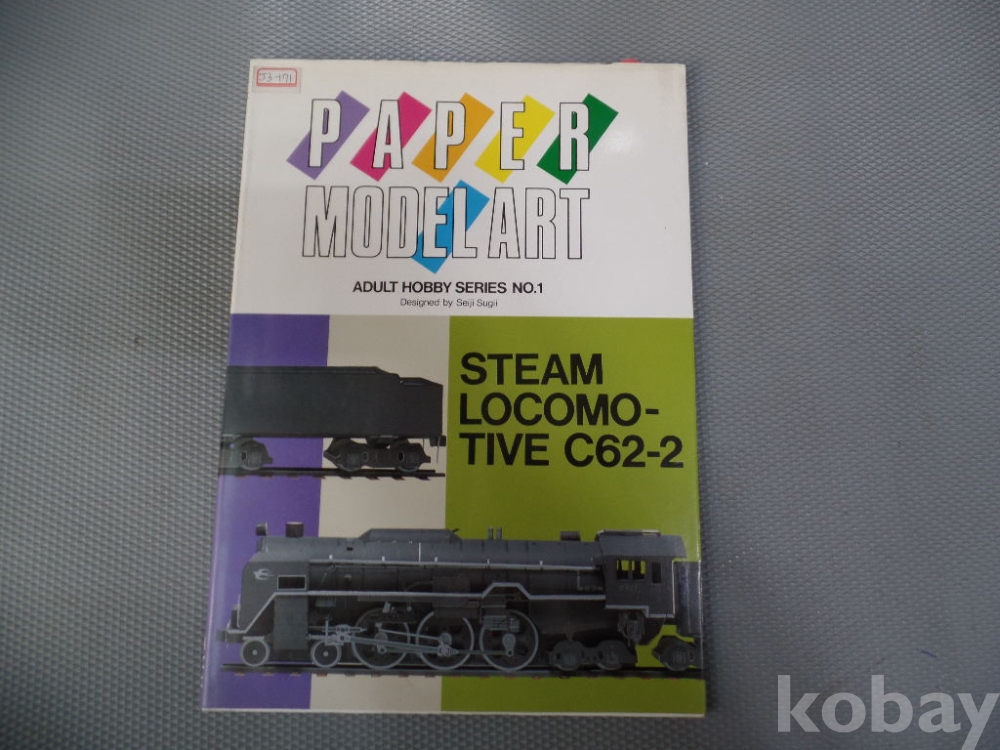 PAPER
MODEL ART
ADULT HOBBY SERIES NO.1
Designed by Seiji Sugii
STEAM
LOCOMO-
TIVE C62-2
kobay